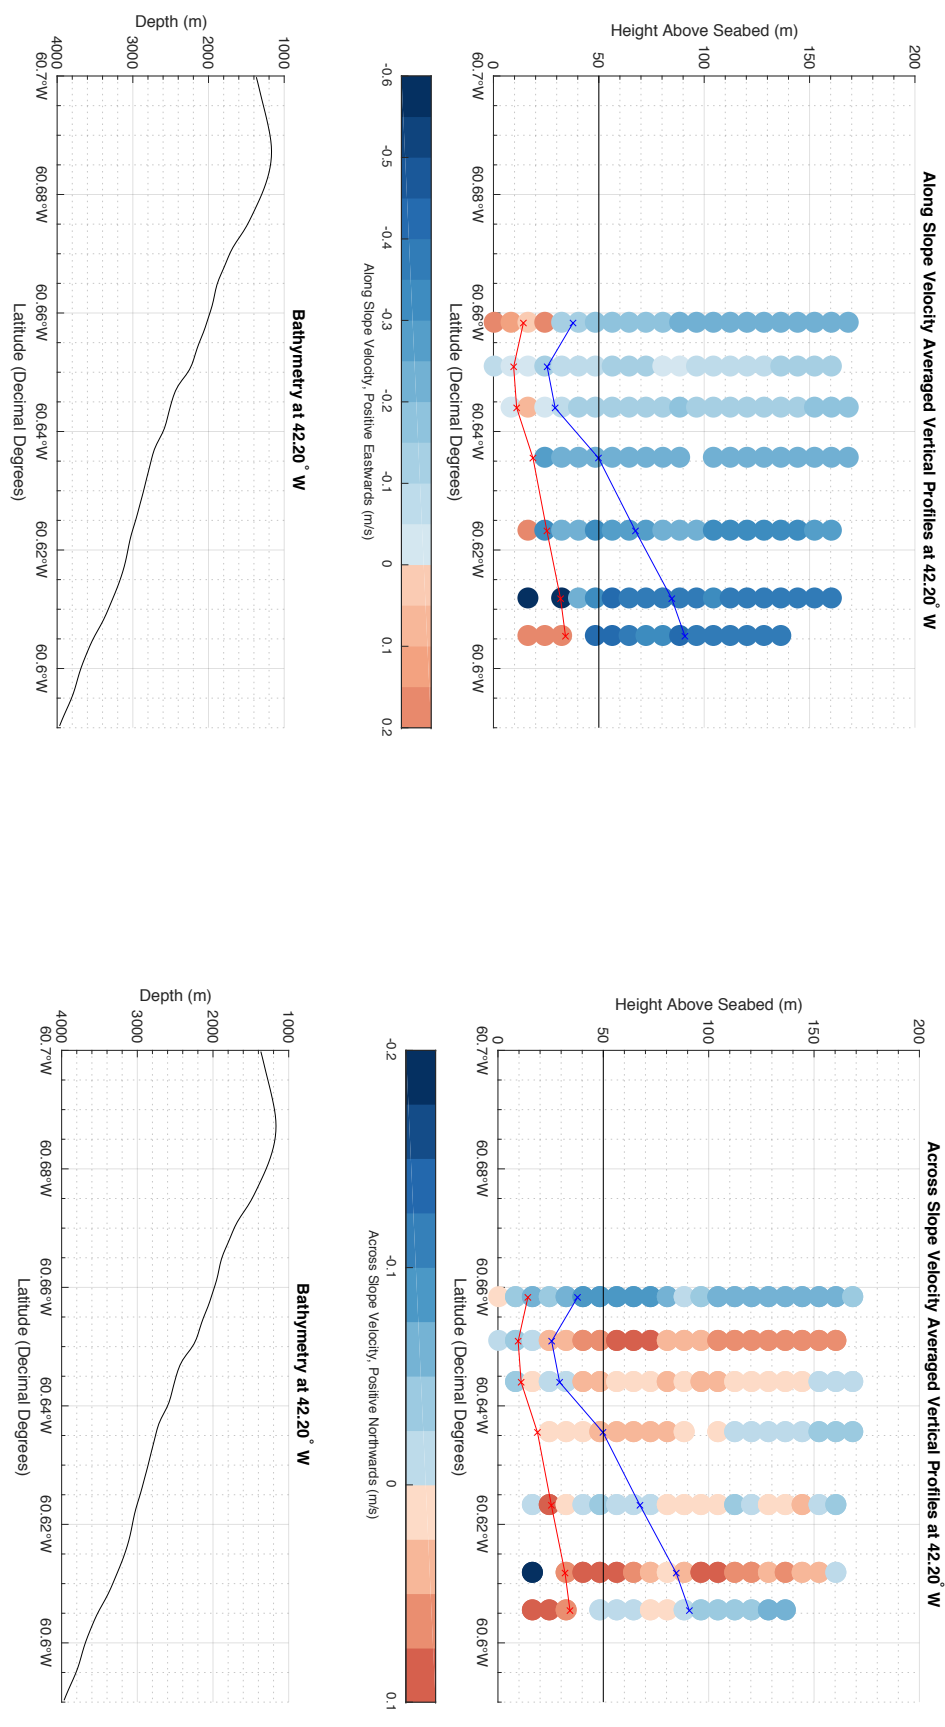 Along Slope Velocity Averaged Vertical Profiles at 42.20° W
Height Above Seabed (m)
200
150
100
50
0
60.7°W
60.68°W
60.66°W
60.64°W
60.62°W
60.6°W
Latitude (Decimal Degrees)
-0.6
-0.5
-0.4
-0.3
-0.2
-0.1
0
0.1
0.2
Along Slope Velocity, Positive Eastwards (m/s)
Bathymetry at 42.20° W
Depth (m)
1000
2000
3000
4000
60.7°W
60.68°W
60.66°W
60.64°W
60.62°W
60.6°W
Latitude (Decimal Degrees)
Across Slope Velocity Averaged Vertical Profiles at 42.20° W
Height Above Seabed (m)
200
150
100
50
0
60.7°W
60.68°W
60.66°W
60.64°W
60.62°W
60.6°W
Latitude (Decimal Degrees)
-0.2
-0.1
0
0.1
Across Slope Velocity, Positive Northwards (m/s)
Bathymetry at 42.20° W
Depth (m)
1000
2000
3000
4000
60.7°W
60.68°W
60.66°W
60.64°W
60.62°W
60.6°W
Latitude (Decimal Degrees)